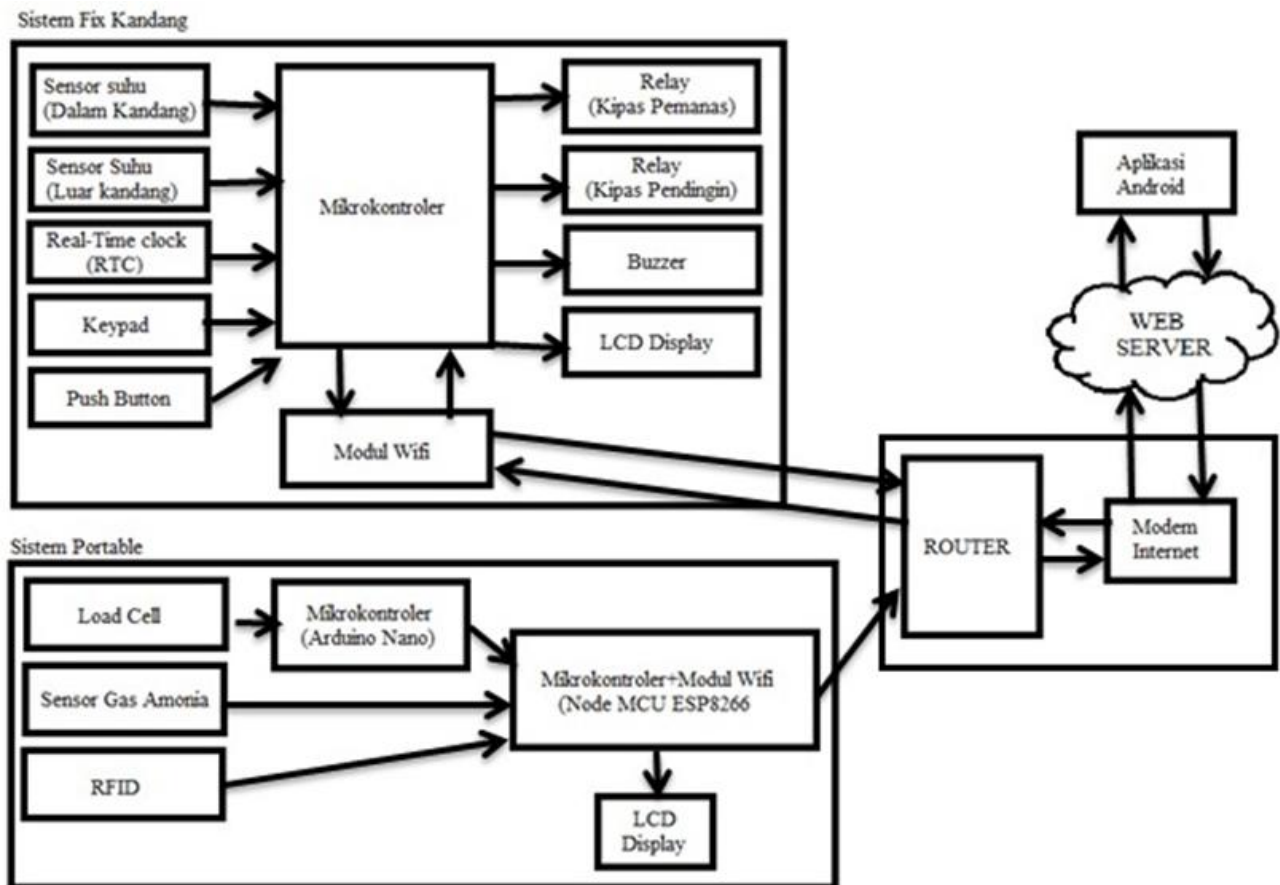 Sistem Fix Kandang
Sensor suhu
(Dalam Kandang)
Sensor Suhu
(Luar kandang)
Real-Time clock
(RTC)
Keypad
Push Button
Mikrokontroler
Modul Wifi
Relay
(Kipas Pemanas)
Relay
(Kipas Pendingin)
Buzzer
LCD Display
Aplikasi
Android
WEB
SERVER
ROUTER
Modem
Internet
Sistem Portable
Load Cell
Sensor Gas Amonia
RFID
Mikrokontroler
(Arduino Nano)
Mikrokontroler+Modul Wifi
(Node MCU ESP8266
LCD
Display